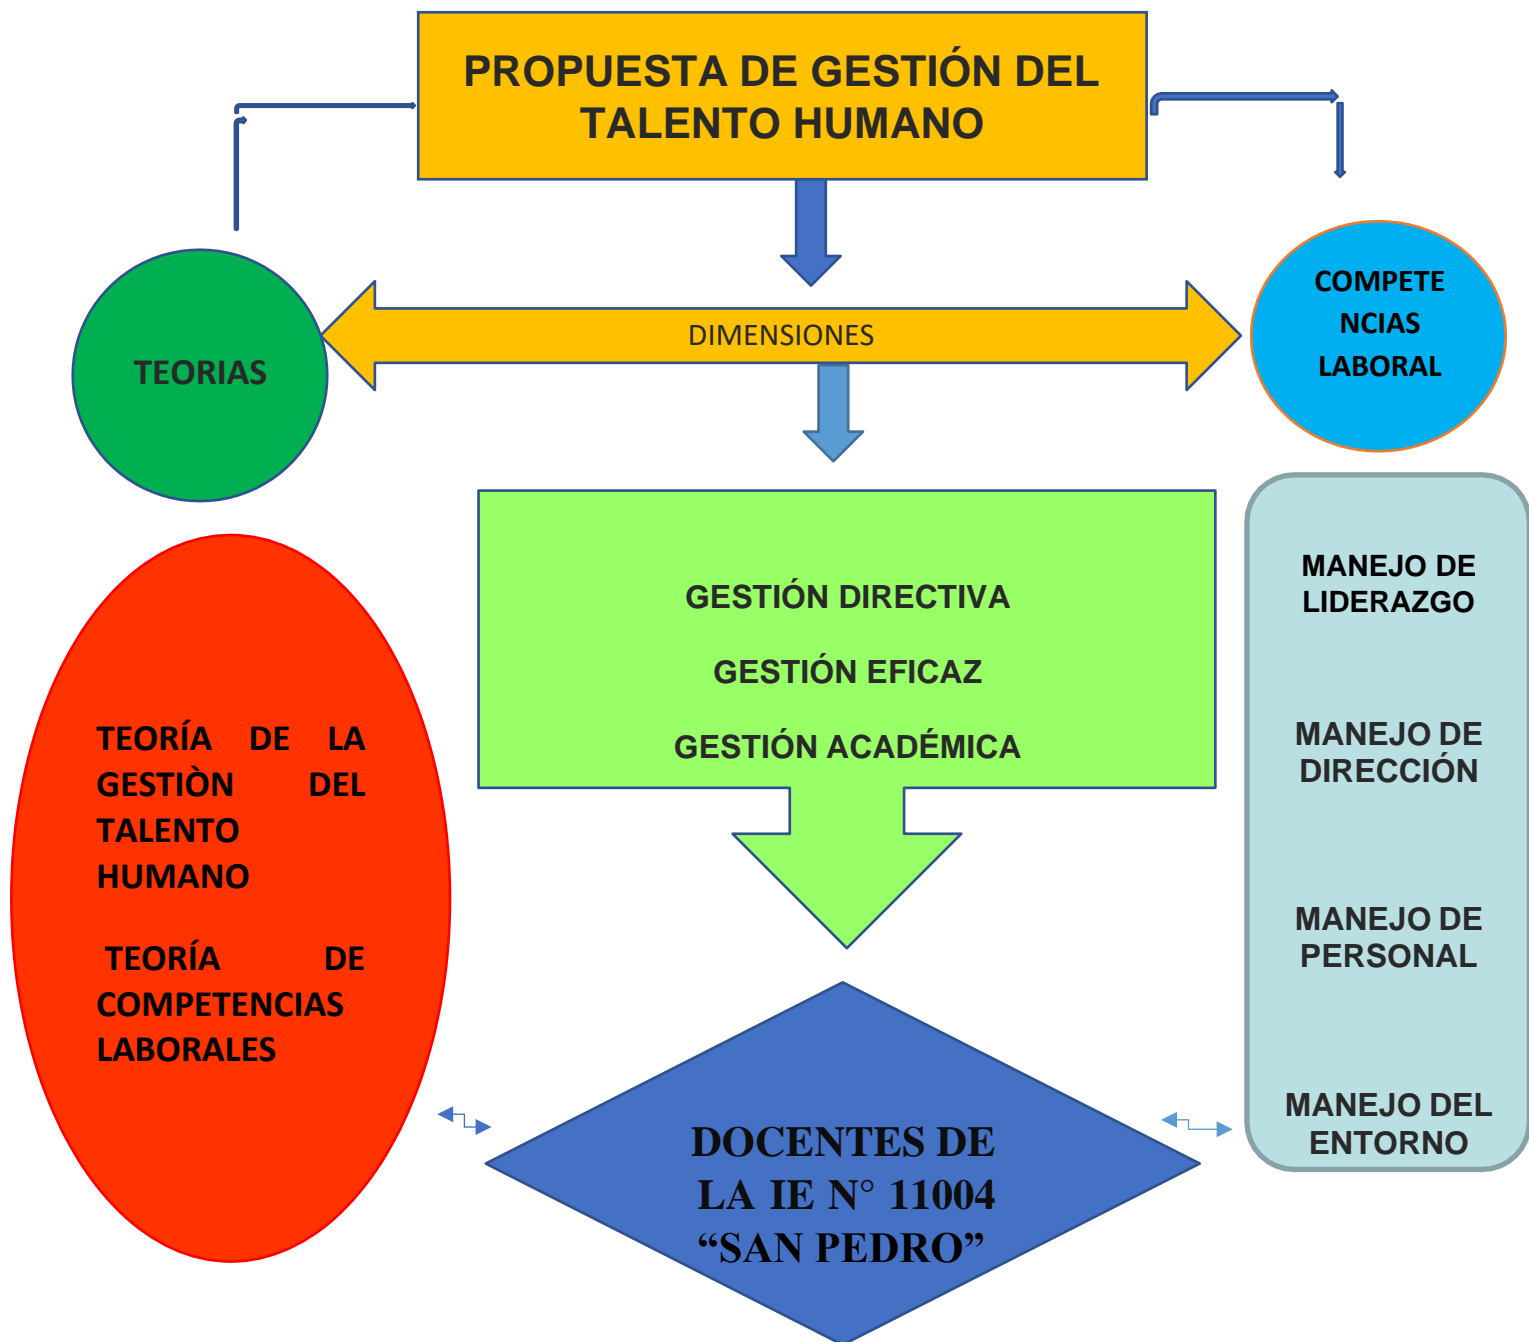 PROPUESTA DE GESTIÓN DEL
TALENTO HUMANO
TEORIAS
DIMENSIONES
COMPETE
NCIAS
LABORAL
GESTIÓN DIRECTIVA
GESTIÓN EFICAZ
GESTIÓN ACADÉMICA
TEORÍA DE LA
GESTIÒN DEL
TALENTO
HUMANO
TEORÍA DE
COMPETENCIAS
LABORALES
MANEJO DE
LIDERAZGO
MANEJO DE
DIRECCIÓN
MANEJO DE
PERSONAL
MANEJO DEL
ENTORNO
DOCENTES DE
LA IE N° 11004
“SAN PEDRO”